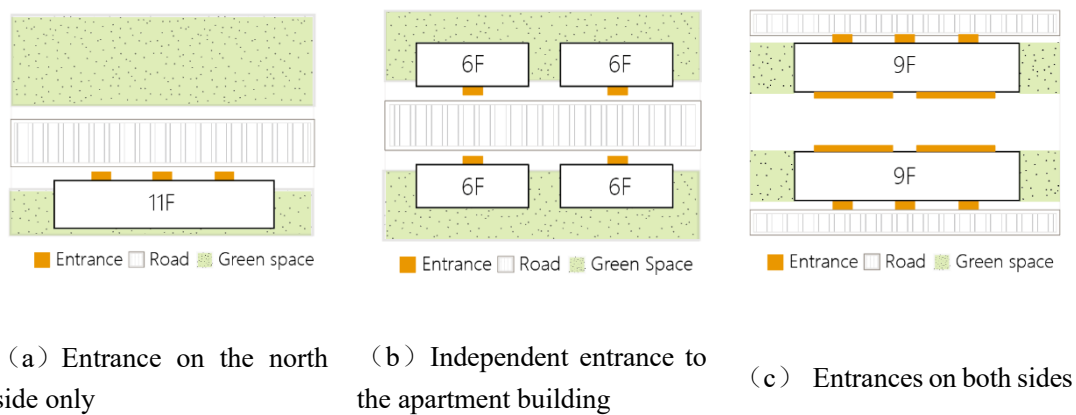 11F
Entrance Road Green space
(a)Entrance on the north
side only
6F 6F
6F 6F
Entrance Road Green Space
(b)Independent entrance to
the apartment building
9F
9F
Entrance Road Green space
(c) Entrances on both sides